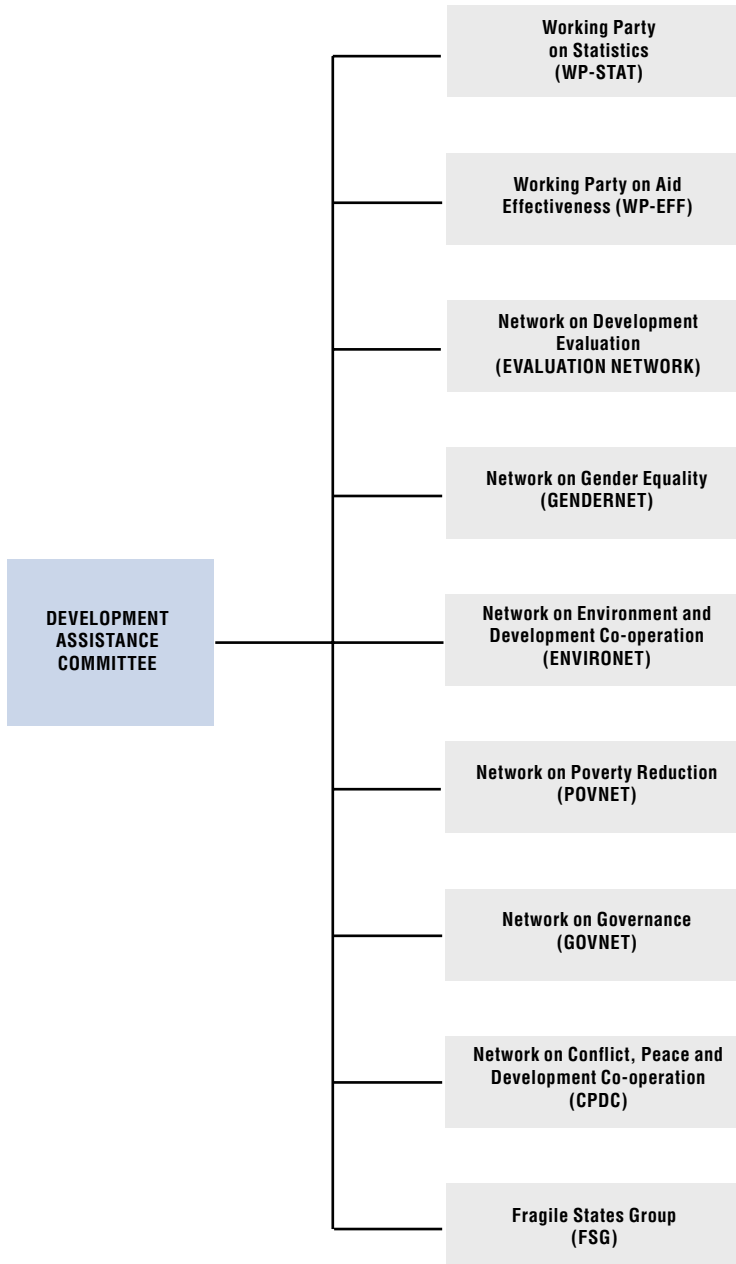 Working Party
on Statistics
(WP-STAT)
Working Party on Aid
Effectiveness (WP-EFF)
Network on Development
Evaluation
(EVALUATION NETWORK)
Network on Gender Equality
(GENDERNET)
DEVELOPMENT
ASSISTANCE
COMMITTEE
Network on Environment and
Development Co-operation
(ENVIRONET)
Network on Poverty Reduction
(POVNET)
Network on Governance
(GOVNET)
Network on Conflict, Peace and
Development Co-operation
(CPDC)
Fragile States Group
(FSG)